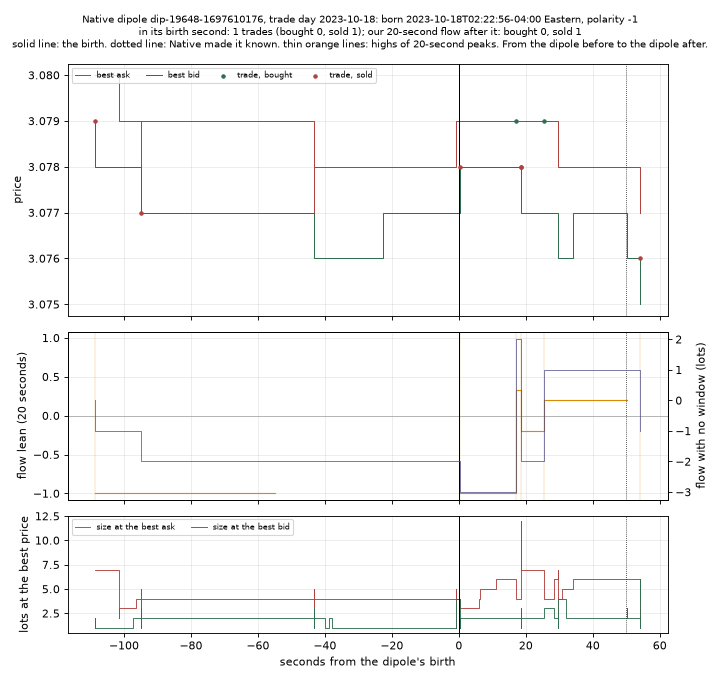 Native dipole dip-19648-1697610176, trade day 2023-10-18: born 2023-10-18T02:22:56-04:00 Eastern, polarity -1
in its birth second: 1 trades (bought 0, sold 1); our 20-second flow after it: bought 0, sold 1
solid line: the birth. dotted line: Native made it known. thin orange lines: highs of 20-second peaks. From the dipole before to the dipole after.
best ask best bid trade, bought trade, sold
3.080
3.079
3.078
3.077
3.076
3.075
price
1.0
0.5
0.0
−0.5
−1.0
flow lean (20 seconds)
2
1
0
−1
−2
−3
flow with no window (lots)
size at the best ask size at the best bid
12.5
10.0
7.5
5.0
2.5
lots at the best price
−100 −80 −60 −40 −20 0 20 40 60
seconds from the dipole's birth